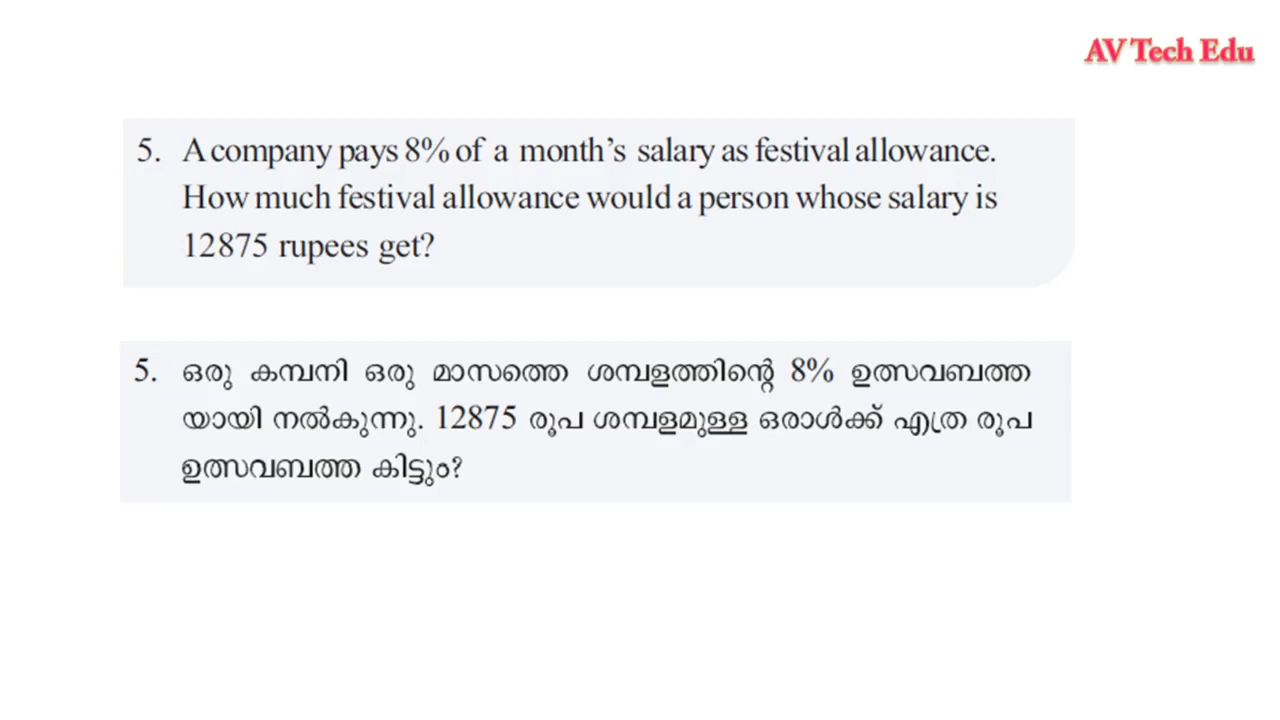 AV Tech Edu
5. A company pays 8% of a month's salary as festival allowance.
How much festival allowance would a person whose salary is
12875 rupees get?
5. ഒരു കമ്പനി ഒരു മാസത്തെ ശമ്പളത്തിന്റെ 8% ഉത്സവബത്ത
യായി നൽകുന്നു. 12875 രൂപ ശമ്പളമുള്ള ഒരാൾക്ക് എത്ര രൂപ
ഉത്സവബത്ത കിട്ടും?